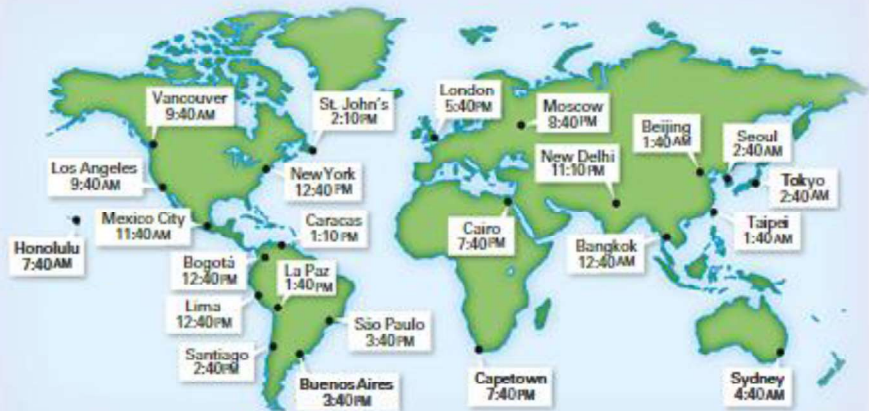 Vancouver
9:40AM
St. John's
2:10PM
London
5:40PM
Moscow
8:40PM
Beijing
1:40AM
Seoul
2:40AM
Los Angeles
9:40AM
New York
12:40 PM
New Delhi
11:10PM
Tokyo
2:40AM
Mexico City
11:40AM
Caracas
1:10 PM
Cairo
7:40PM
Taipei
1:40AM
Honolulu
7:40AM
Bangkok
12:40AM
Bogotá
12:40PM
La Paz
1:40PM
Lima
12:40PM
São Paulo
3:40PM
Santiago
2:40PM
Buenos Aires
3:40PM
Capetown
7:40PM
Sydney
4:40AM